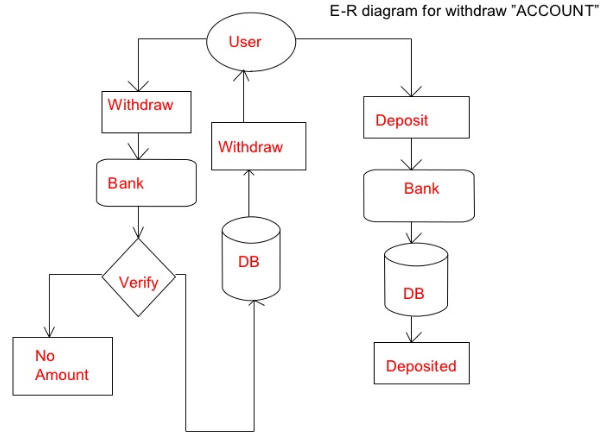 E-R diagram for withdraw "ACCOUNT"
User
Withdraw
Deposit
Withdraw
Bank
Bank
DB
Verify
DB
No
Amount
Deposited